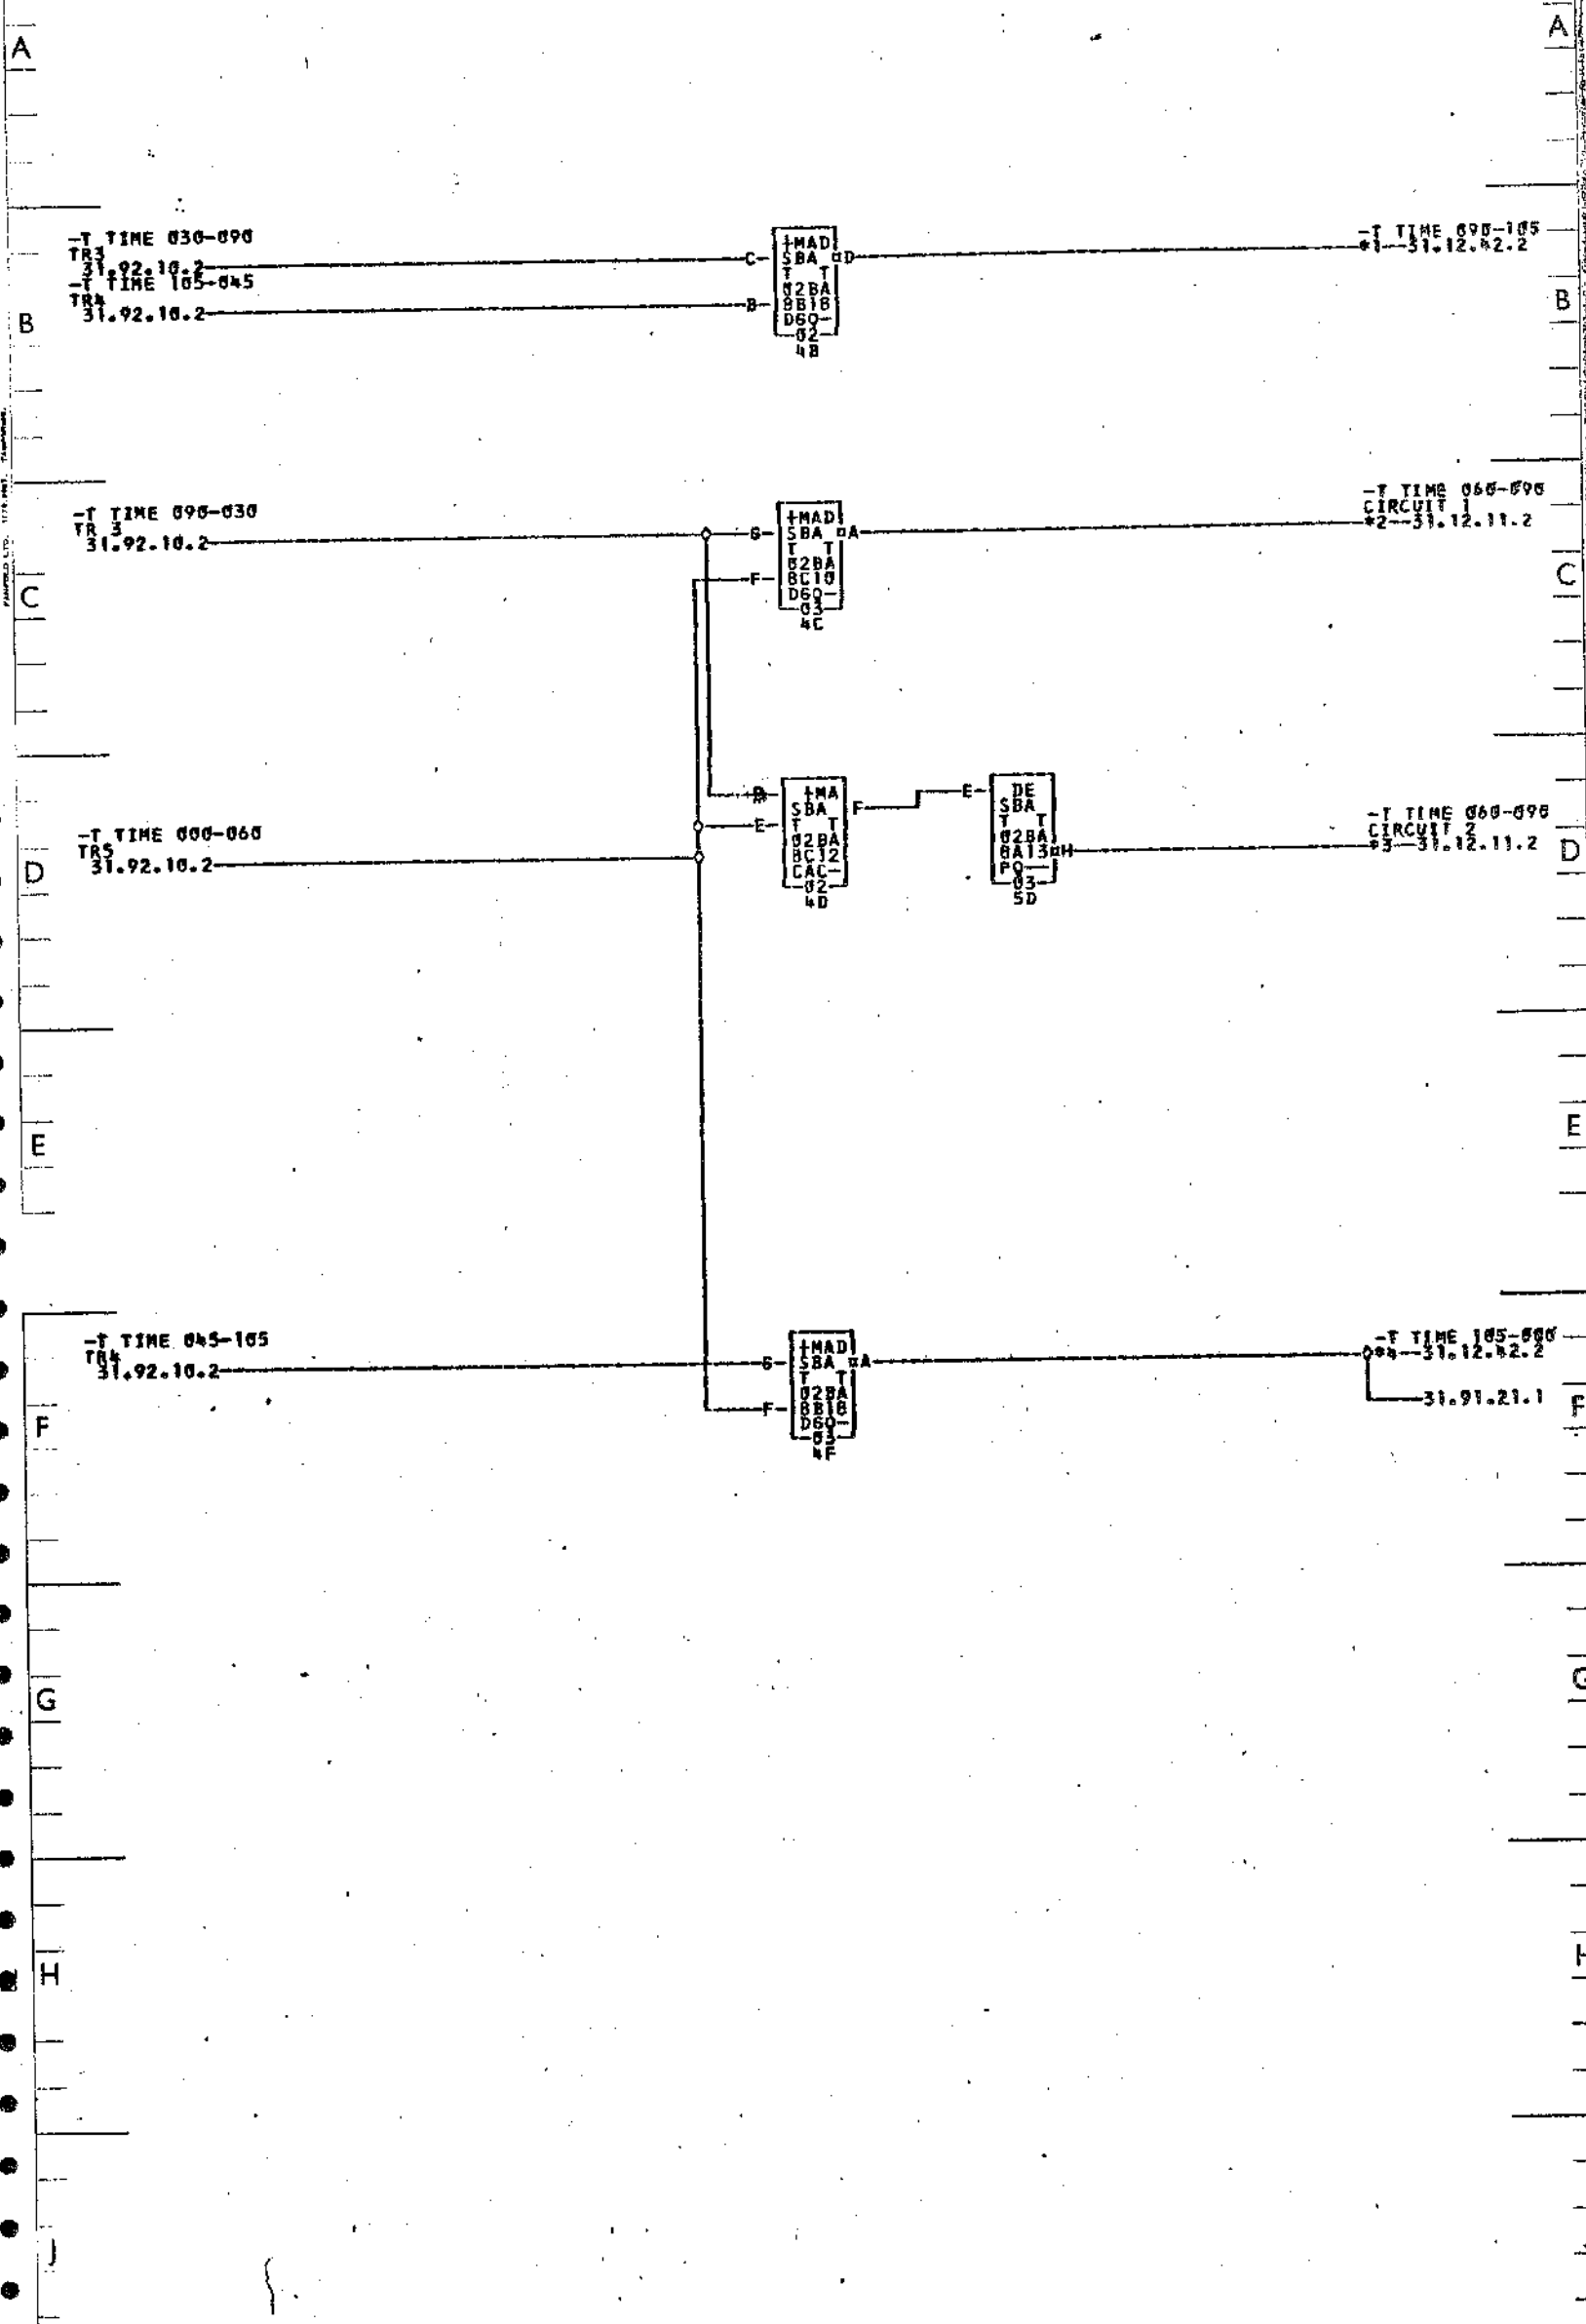 A
A
-T TIME 030-090
TR3
31.92.10.2
-T TIME 105-045
TR4
31.92.10.2
C
B
+MAD
SBA D
T T
02BA
BB18
D60-
02
4B
-T TIME 090-105
*1--31.12.42.2
B
B
-T TIME 090-030
TR 3
31.92.10.2
G
F
+MAD
SBA A
T T
02BA
BC10
D60-
03
4C
-T TIME 060-090
CIRCUIT 1
*2--31.12.11.2
C
C
-T TIME 000-060
TR5
31.92.10.2
E
+MA
SBA F
T T
02BA
BC12
CAC-
02
4D
E
DE
SBA
T T
02BA
BA13 H
PQ--
03
5D
-T TIME 060-090
CIRCUIT 2
*3--31.12.11.2
D
D
E
E
-T TIME 045-105
TR4
31.92.10.2
G
F
+MAD
SBA A
T T
02BA
BB18
D60-
03
4F
-T TIME 105-000
*4--31.12.42.2
31.91.21.1
F
F
G
G
H
H
J